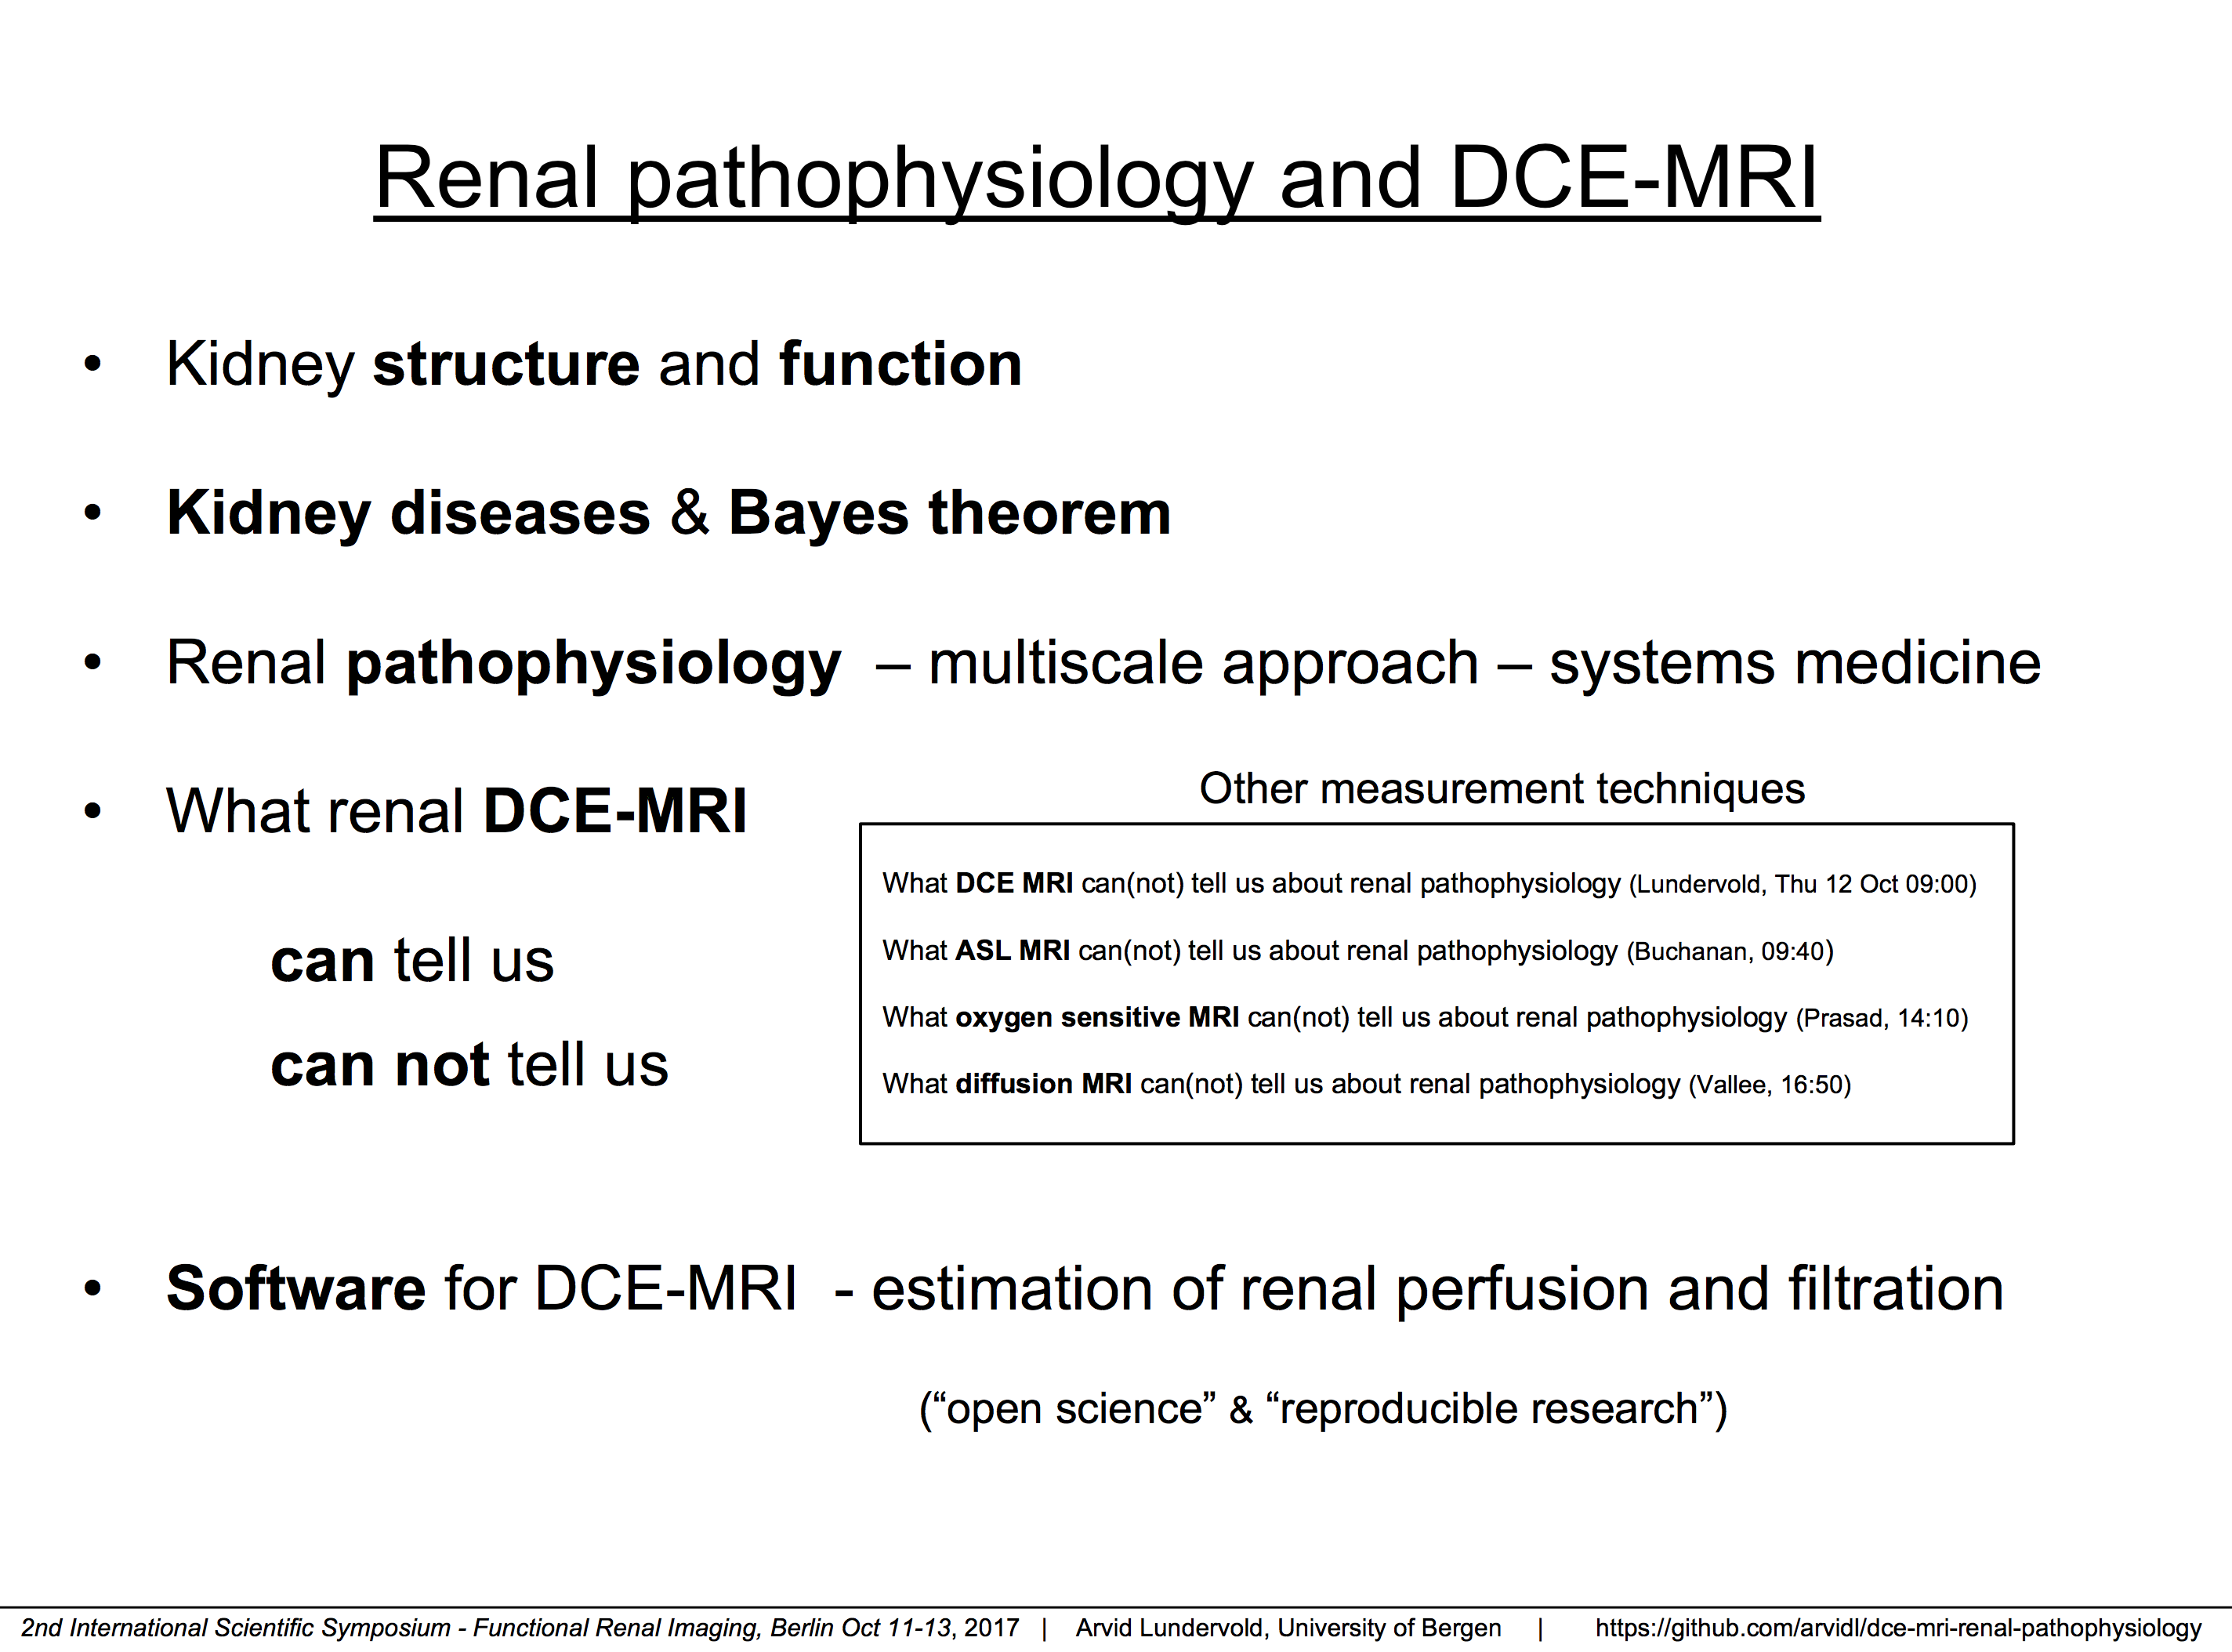 Renal pathophysiology and DCE-MRI
• Kidney structure and function
• Kidney diseases & Bayes theorem
• Renal pathophysiology – multiscale approach – systems medicine
• What renal DCE-MRI
can tell us
can not tell us
Other measurement techniques
What DCE MRI can(not) tell us about renal pathophysiology (Lundervold, Thu 12 Oct 09:00)
What ASL MRI can(not) tell us about renal pathophysiology (Buchanan, 09:40)
What oxygen sensitive MRI can(not) tell us about renal pathophysiology (Prasad, 14:10)
What diffusion MRI can(not) tell us about renal pathophysiology (Vallee, 16:50)
• Software for DCE-MRI - estimation of renal perfusion and filtration
(“open science” & “reproducible research”)
2nd International Scientific Symposium - Functional Renal Imaging, Berlin Oct 11-13, 2017 | Arvid Lundervold, University of Bergen | https://github.com/arvidl/dce-mri-renal-pathophysiology